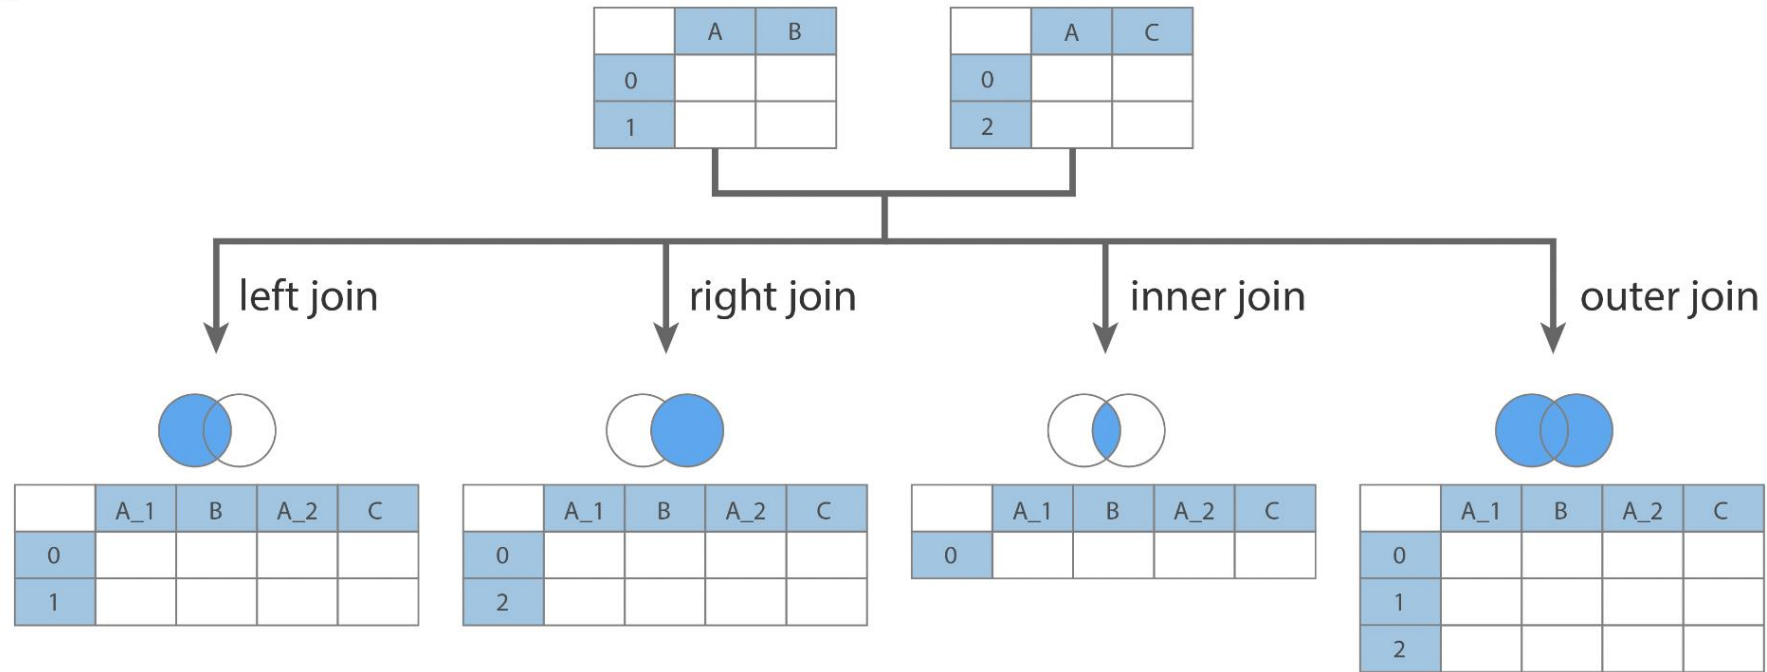 A B
0
1
A C
0
2
left join
right join
inner join
outer join
A_1 B A_2 C
0
1
A_1 B A_2 C
0
2
A_1 B A_2 C
0
A_1 B A_2 C
0
1
2